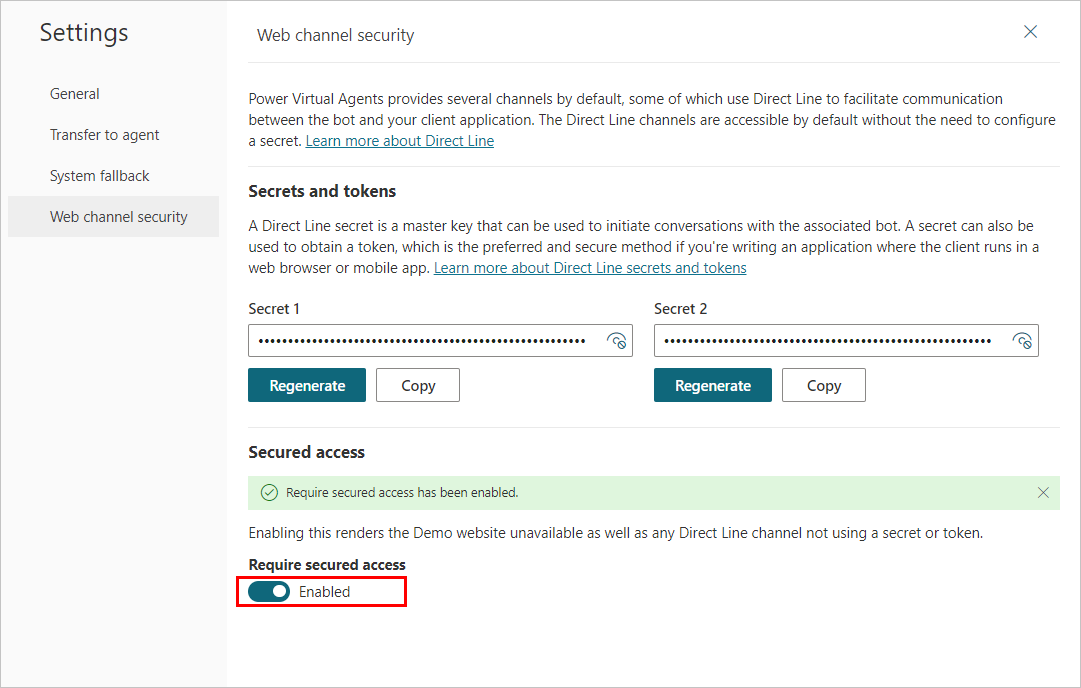 Settings
Web channel security
General
Transfer to agent
System fallback
Web channel security
Power Virtual Agents provides several channels by default, some of which use Direct Line to facilitate communication
between the bot and your client application. The Direct Line channels are accessible by default without the need to configure
a secret. Learn more about Direct Line
Secrets and tokens
A Direct Line secret is a master key that can be used to initiate conversations with the associated bot. A secret can also be
used to obtain a token, which is the preferred and secure method if you're writing an application where the client runs in a
web browser or mobile app. Learn more about Direct Line secrets and tokens
Secret 1
Secret 2
Regenerate
Copy
Regenerate
Copy
Secured access
Require secured access has been enabled.
Enabling this renders the Demo website unavailable as well as any Direct Line channel not using a secret or token.
Require secured access
Enabled